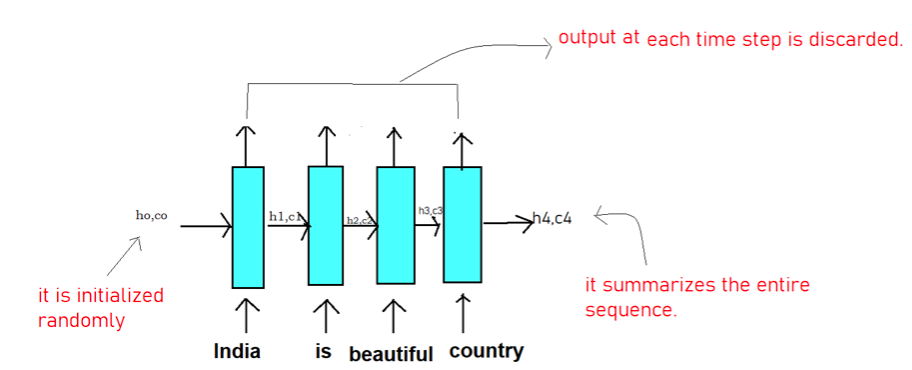 output at each time step is discarded.
ho,co
h1,c1
h2,c2
h3,c3
h4,c4
it is initialized
randomly
it summarizes the entire
sequence.
India is beautiful country